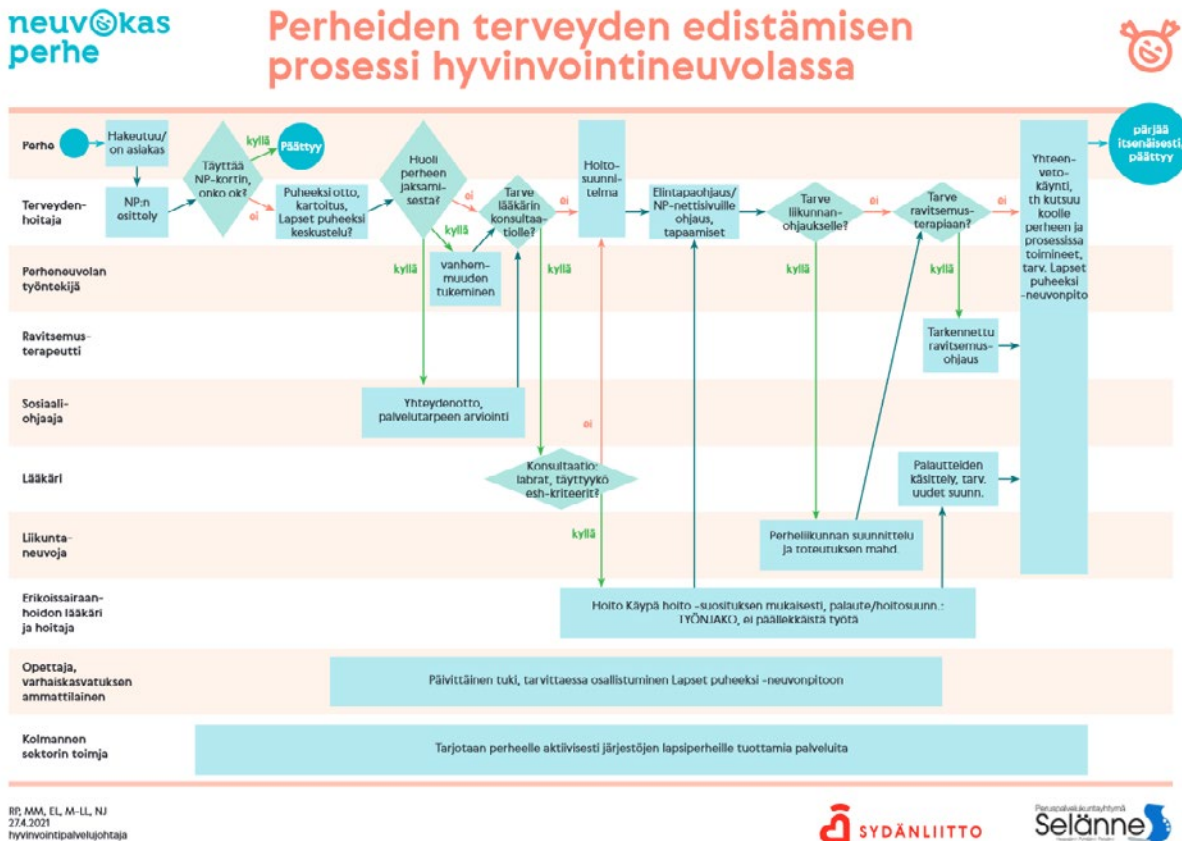 neuvokas
perhe
Perheiden terveyden edistämisen
prosessi hyvinvointineuvolassa
Perhe
Hakeutuu/
on asiakas
Täyttää
NP-kortin,
onko ok?
kyllä
Päättyy
ei
Terveyden-
hoitaja
NP:n
esittely
Puheeksi otto,
kartoitus,
Lapset puheeksi
keskustelu?
Huoli
perheen
jaksami-
sesta?
ei
kyllä
kyllä
Tarve
lääkärin
konsultaa-
tiolle?
ei
kyllä
Hoito-
suunni-
telma
Elintapaohjaus/
NP-nettisivuille
ohjaus,
tapaamiset
Tarve
liikunnan-
ohjaukselle?
ei
kyllä
Tarve
ravitsemus-
terapiaan?
ei
kyllä
Yhteen-
veto-
käynti,
th kutsuu
koolle
perheen ja
prosessissa
toimineet,
tarv. Lapset
puheeksi
-neuvonpito
pärjää
itsenäisesti,
päättyy
Perheneuvolan
työntekijä
vanhem-
muuden
tukeminen
Ravitsemus-
terapeutti
Tarkennettu
ravitsemus-
ohjaus
Sosiaali-
ohjaaja
Yhteydenotto,
palvelutarpeen arviointi
ei
Lääkäri
Konsultaatio:
labrat, täyttyykö
esh-kriteerit?
kyllä
Palautteiden
käsittely, tarv.
uudet suunn.
Liikunta-
neuvoja
Perheliikunnan suunnittelu
ja toteutuksen mahd.
Erikoissairaan-
hoidon lääkäri
ja hoitaja
Hoito Käypä hoito -suosituksen mukaisesti, palaute/hoitosuunn.:
TYÖNJAKO, ei päällekkäistä työtä
Opettaja,
varhaiskasvatuksen
ammattilainen
Päivittäinen tuki, tarvittaessa osallistuminen Lapset puheeksi -neuvonpitoon
Kolmannen
sektorin toimja
Tarjotaan perheelle aktiivisesti järjestöjen lapsiperheille tuottamia palveluita
RP, MM, EL, M-LL, NJ
27.4.2021
hyvinvointipalvelujohtaja
SYDÄNLIITTO
Peruspalvelukuntayhtymä
Selänne